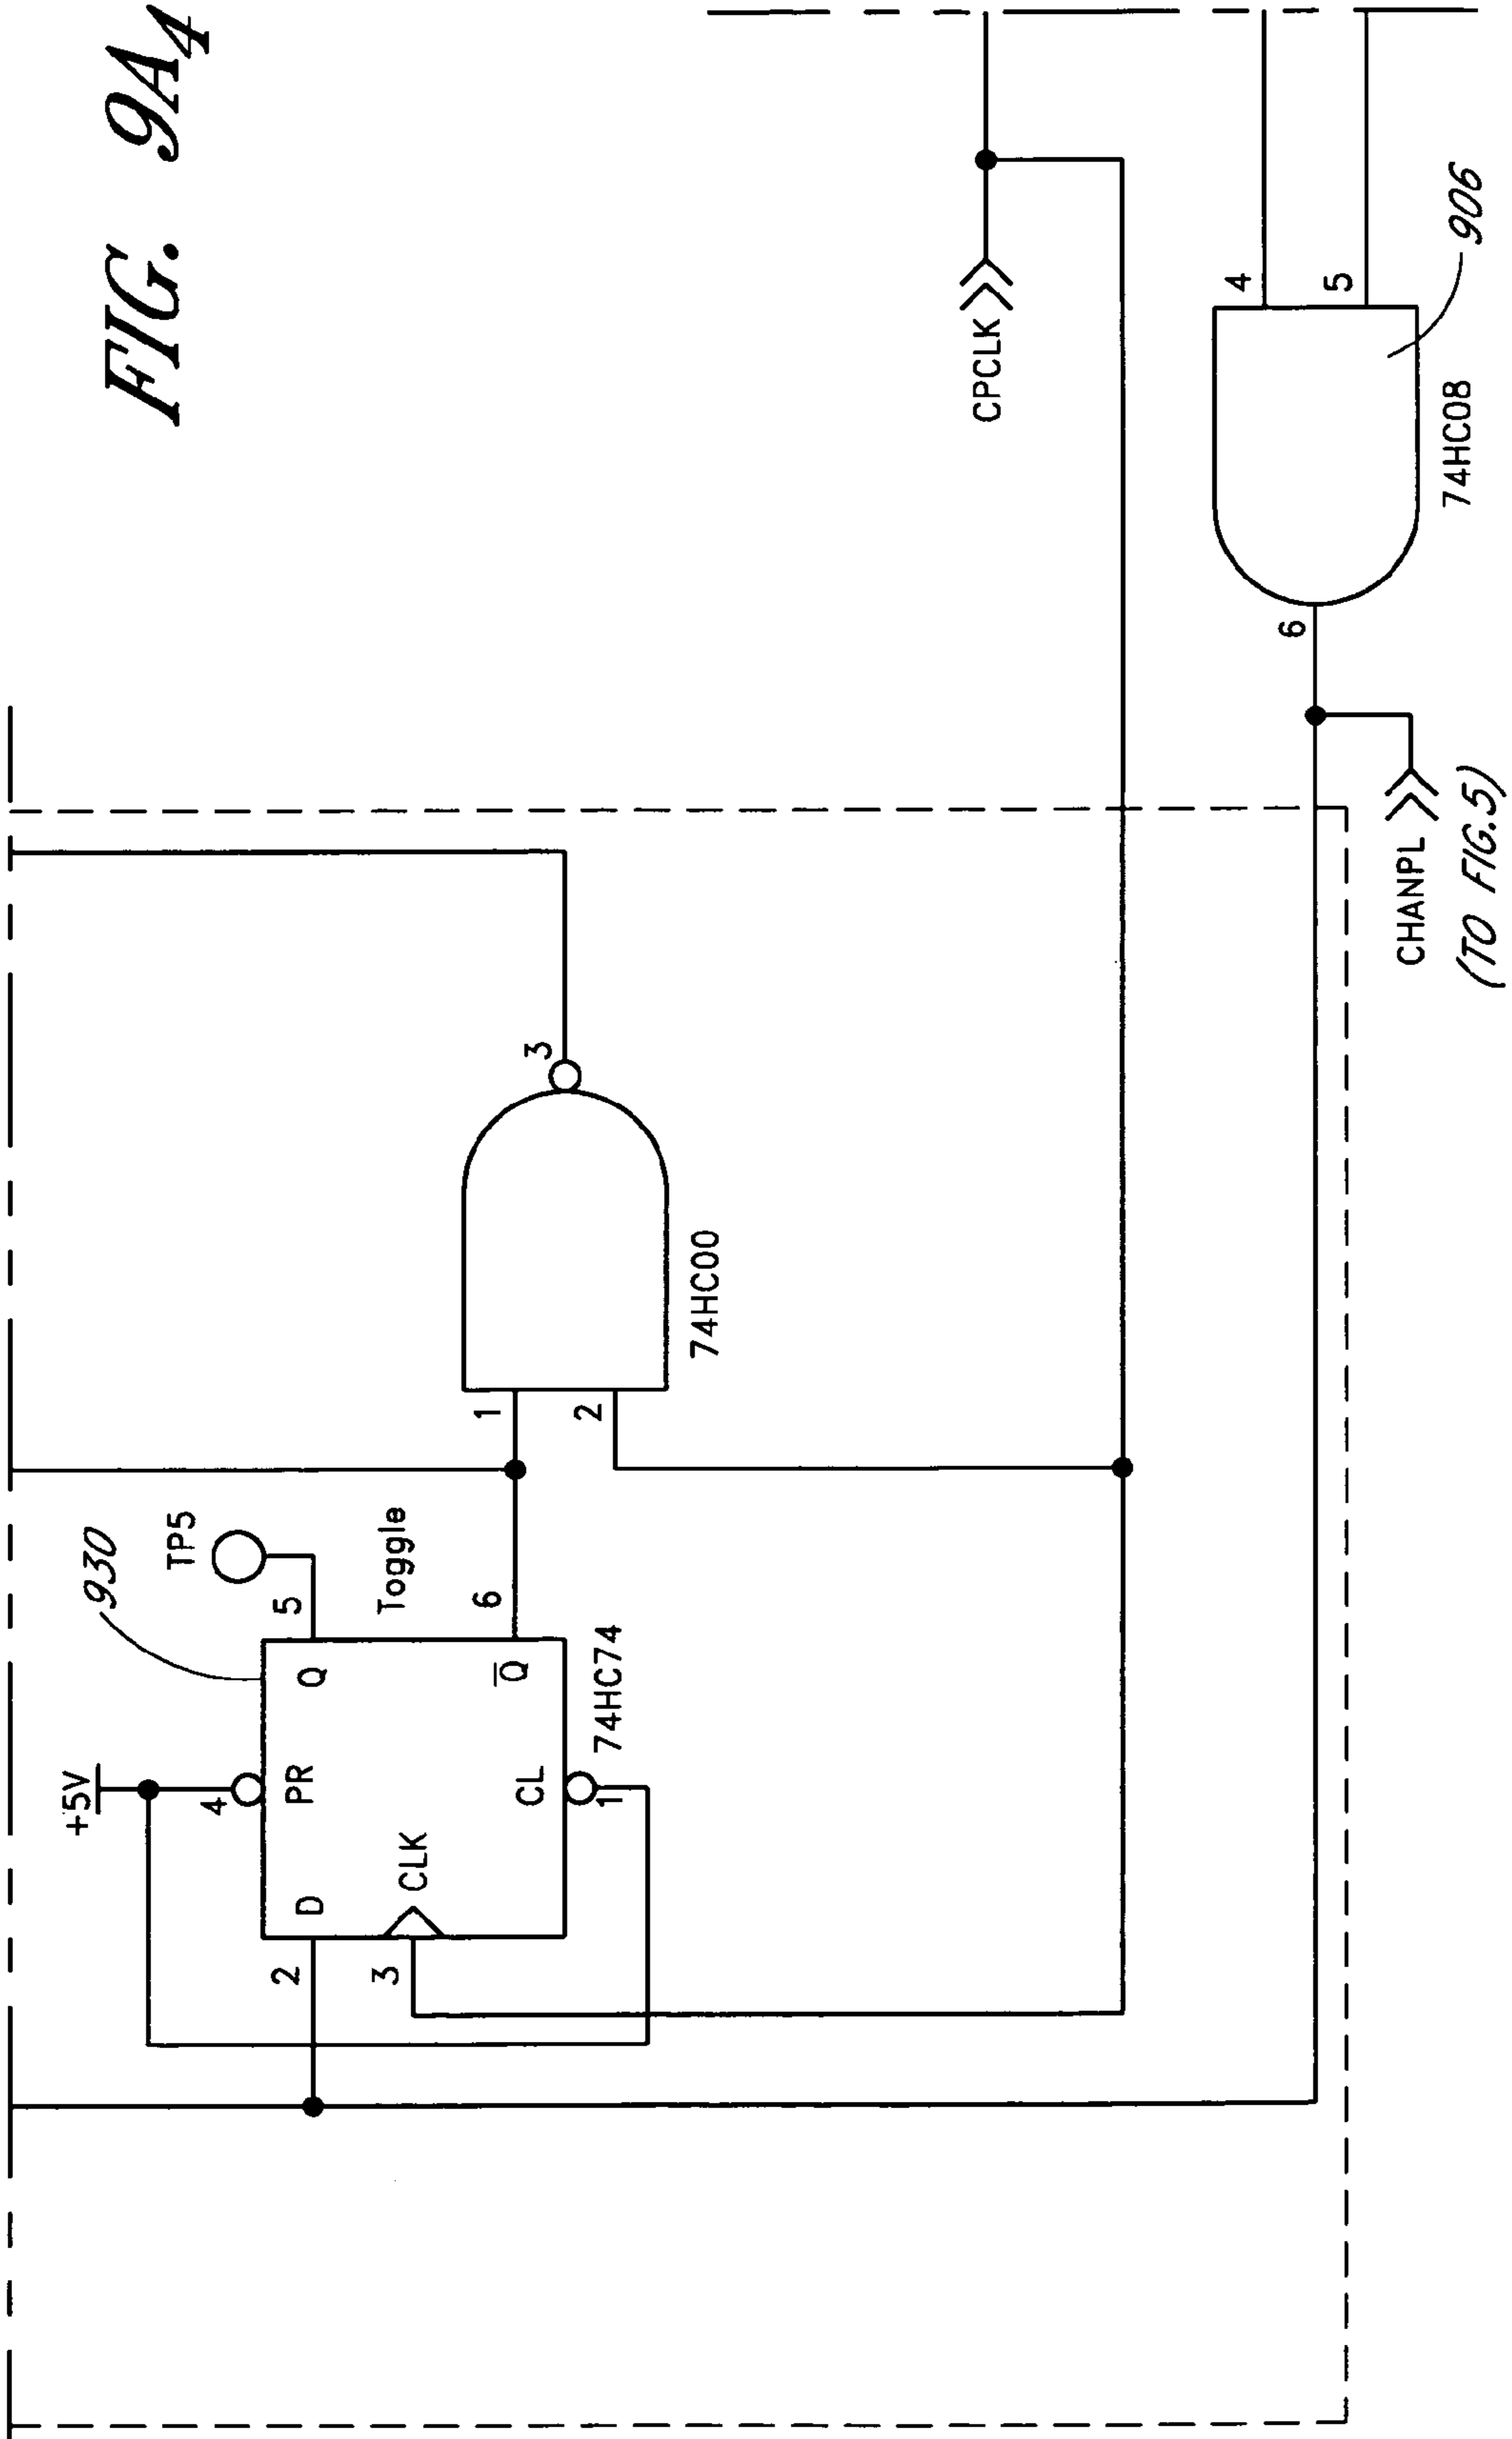 FIG. 9A4
930
TP5
+5V
4
5
2
D
PR
Q
Toggle
3
CLK
CL
Q
6
1
74HC74
1
2
3
74HC00
CPCLK
4
5
6
906
74HC08
CHANPL
(TO FIG.5)